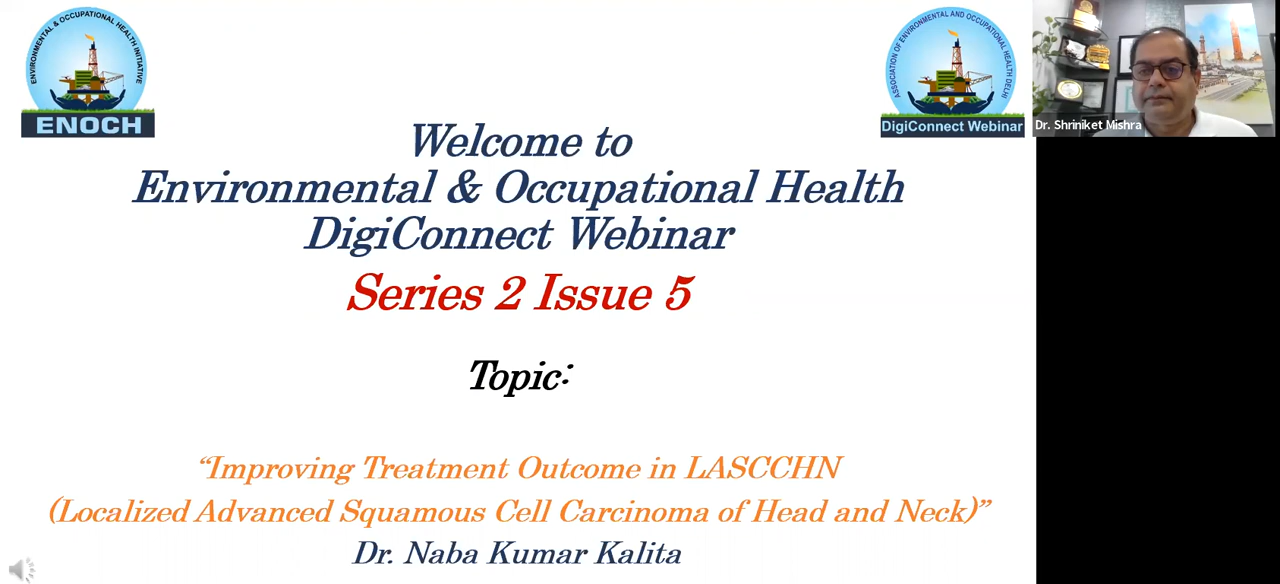 ENVIRONMENTAL & OCCUPATIONAL HEALTH INITIATIVE
ENOCH
ASSOCIATION OF ENVIRONMENTAL AND OCCUPATIONAL HEALTH DELHI
DigiConnect Webinar
Dr. Shriniket Mishra
Welcome to
Environmental & Occupational Health
DigiConnect Webinar
Series 2 Issue 5
Topic:
“Improving Treatment Outcome in LASCCHN
(Localized Advanced Squamous Cell Carcinoma of Head and Neck)”
Dr. Naba Kumar Kalita